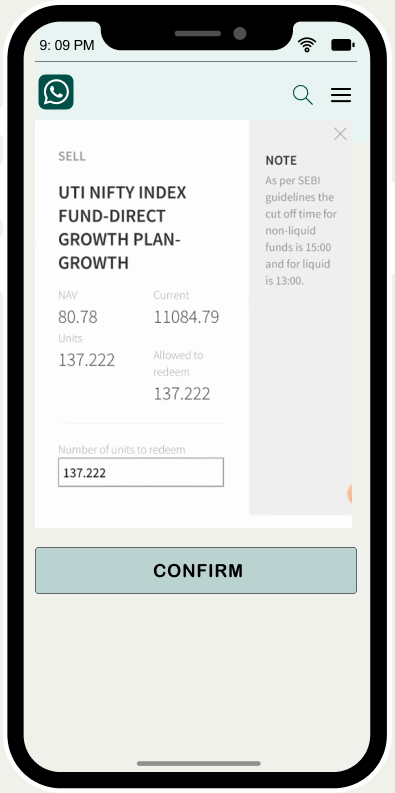 9: 09 PM
SELL
UTI NIFTY INDEX
FUND-DIRECT
GROWTH PLAN-
GROWTH
NAV
80.78
Current
11084.79
Units
137.222
Allowed to
redeem
137.222
Number of units to redeem
137.222
NOTE
As per SEBI
guidelines the
cut off time for
non-liquid
funds is 15:00
and for liquid
is 13:00.
CONFIRM